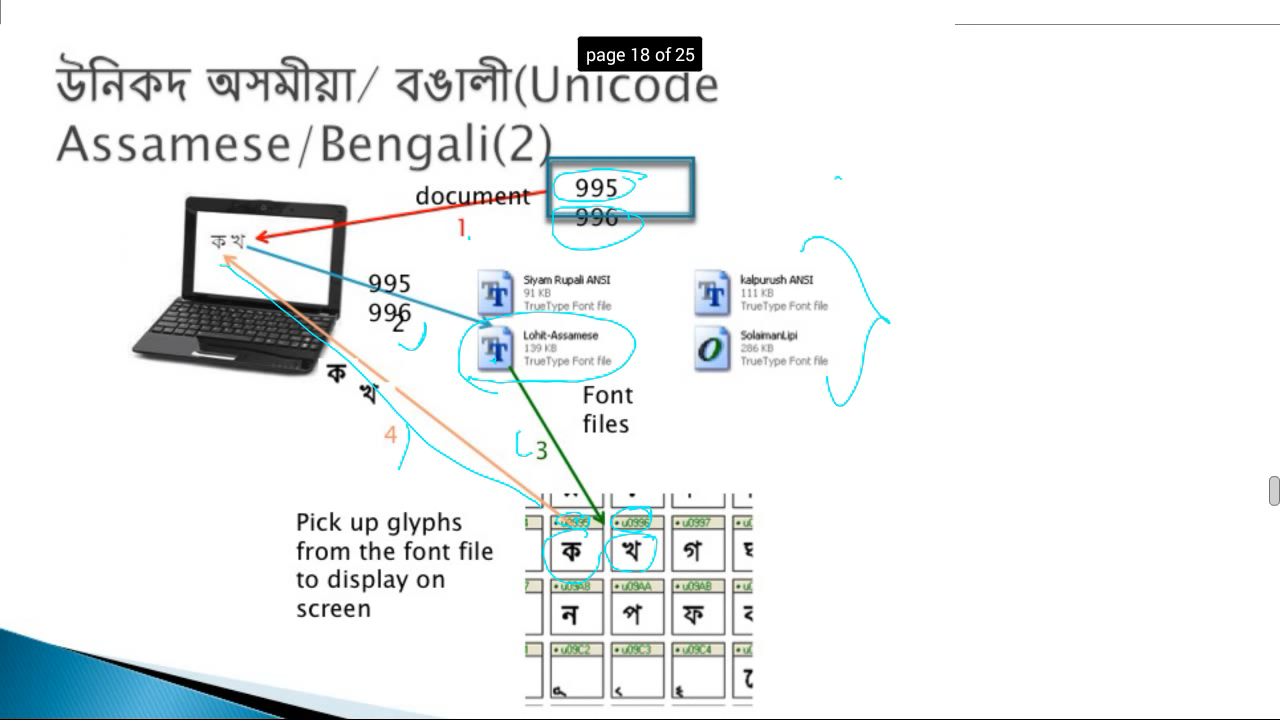 page 18 of 25
উনিকদ অসমীয়া/ বঙালী(Unicode
Assamese/Bengali(2)
document
995
996
1
ক খ
995
996
2
Siyam Rupali ANSI
91 KB
TrueType Font file
kalpurush ANSI
111 KB
TrueType Font file
Lohit-Assamese
139 KB
TrueType Font file
SolaimanLipi
286 KB
TrueType Font file
ক
খ
Font
files
4
3
Pick up glyphs
from the font file
to display on
screen
u0995 u0996 u0997
ক খ গ
u09A8 u09AA u09AB
ন প ফ
u09C2 u09C3 u09C4